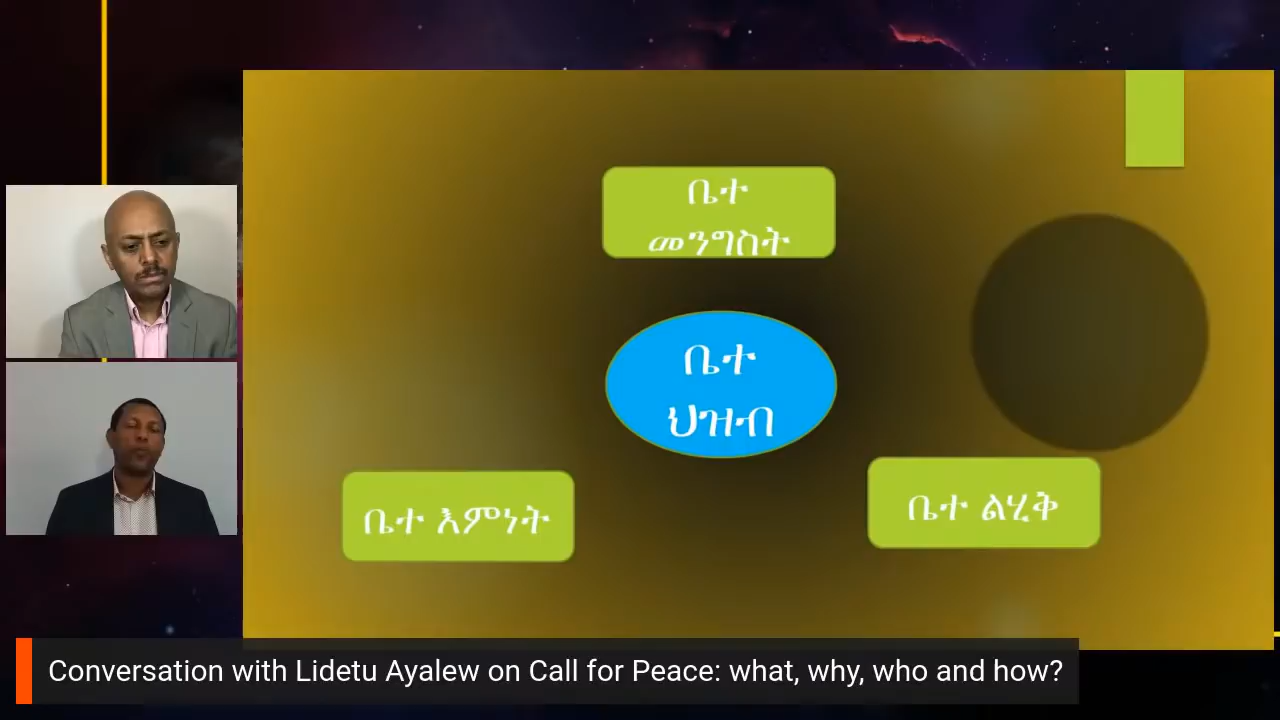 ቤተ
መንግስት
ቤተ
ህዝብ
ቤተ እምነት
ቤተ ልሂቅ
Conversation with Lidetu Ayalew on Call for Peace: what, why, who and how?